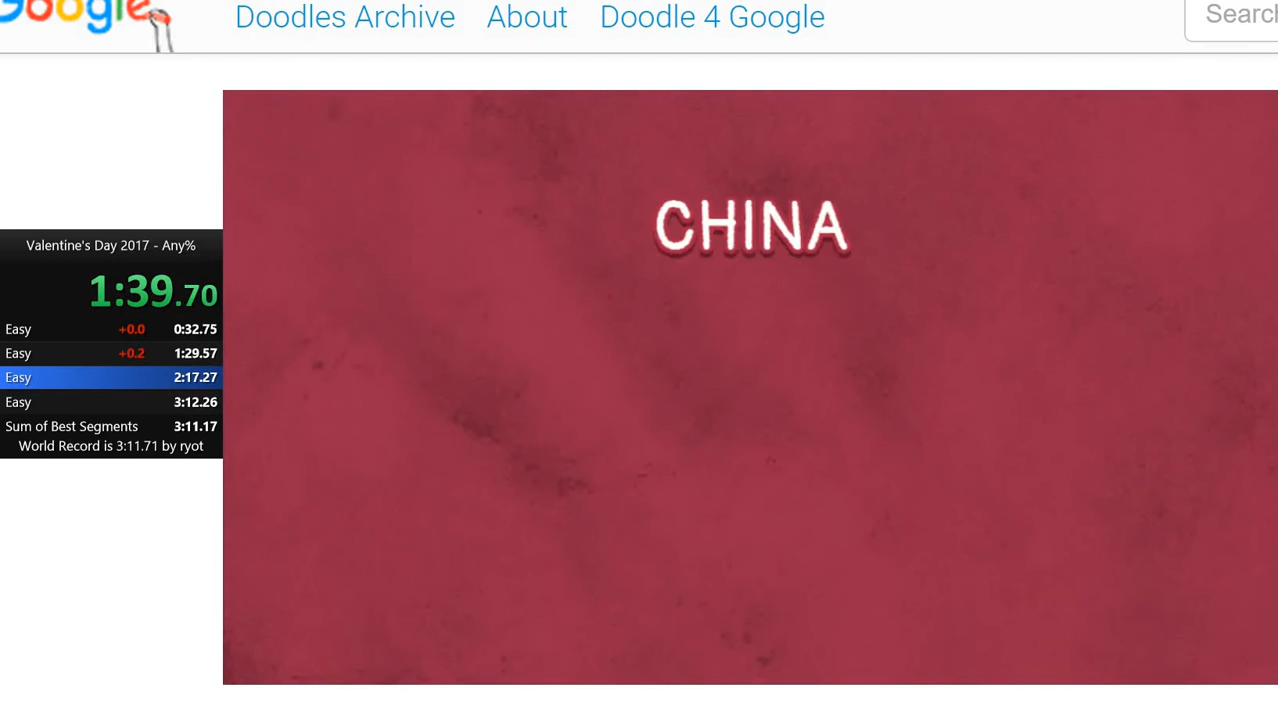 Google
Doodles Archive About Doodle 4 Google
Search
CHINA
Valentine's Day 2017 - Any%
1:39.70
Easy +0.0 0:32.75
Easy +0.2 1:29.57
Easy 2:17.27
Easy 3:12.26
Sum of Best Segments 3:11.17
World Record is 3:11.71 by ryot